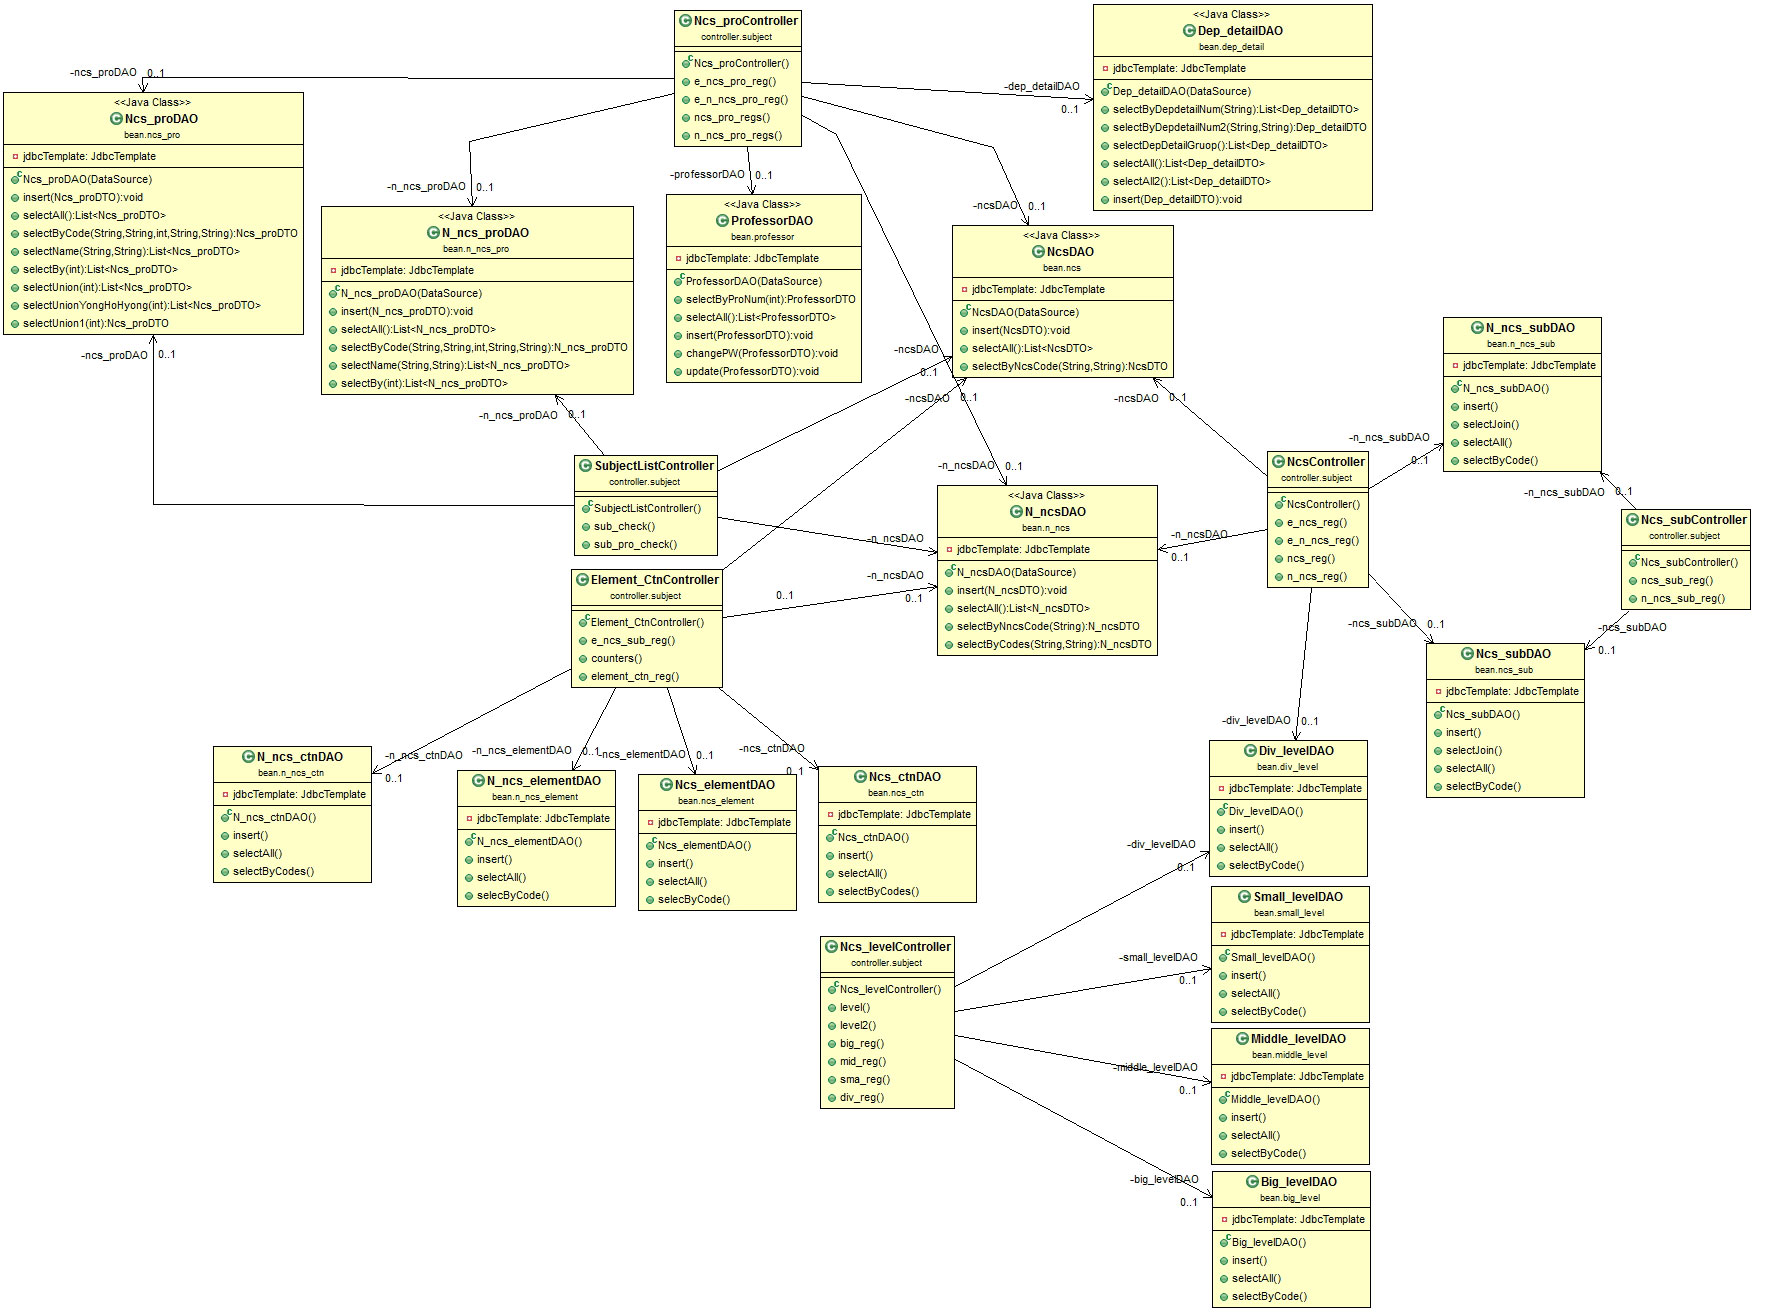 Ncs_proController
controller.subject
Ncs_proController()
e_ncs_pro_reg()
e_n_ncs_pro_reg()
ncs_pro_regs()
n_ncs_pro_regs()
<<Java Class>>
Dep_detailDAO
bean.dep_detail
jdbcTemplate: JdbcTemplate
Dep_detailDAO(DataSource)
selectByDepdetailNum(String):List<Dep_detailDTO>
selectByDepdetailNum2(String,String):Dep_detailDTO
selectDepDetailGruop():List<Dep_detailDTO>
selectAll():List<Dep_detailDTO>
selectAll2():List<Dep_detailDTO>
insert(Dep_detailDTO):void
-ncs_proDAO 0..1
-dep_detailDAO
0..1
<<Java Class>>
Ncs_proDAO
bean.ncs_pro
jdbcTemplate: JdbcTemplate
Ncs_proDAO(DataSource)
insert(Ncs_proDTO):void
selectAll():List<Ncs_proDTO>
selectByCode(String,String,int,String,String):Ncs_proDTO
selectName(String,String):List<Ncs_proDTO>
selectBy(int):List<Ncs_proDTO>
selectUnion(int):List<Ncs_proDTO>
selectUnionYongHoHyong(int):List<Ncs_proDTO>
selectUnion1(int):Ncs_proDTO
-ncs_proDAO 0..1
-n_ncs_proDAO 0..1
<<Java Class>>
N_ncs_proDAO
bean.n_ncs_pro
jdbcTemplate: JdbcTemplate
N_ncs_proDAO(DataSource)
insert(N_ncs_proDTO):void
selectAll():List<N_ncs_proDTO>
selectByCode(String,String,int,String,String):N_ncs_proDTO
selectName(String,String):List<N_ncs_proDTO>
selectBy(int):List<N_ncs_proDTO>
-n_ncs_proDAO 0..1
-professorDAO 0..1
<<Java Class>>
ProfessorDAO
bean.professor
jdbcTemplate: JdbcTemplate
ProfessorDAO(DataSource)
selectByProNum(int):ProfessorDTO
selectAll():List<ProfessorDTO>
insert(ProfessorDTO):void
changePW(ProfessorDTO):void
update(ProfessorDTO):void
-ncsDAO 0..1
<<Java Class>>
NcsDAO
bean.ncs
jdbcTemplate: JdbcTemplate
NcsDAO(DataSource)
insert(NcsDTO):void
selectAll():List<NcsDTO>
selectByNcsCode(String,String):NcsDTO
-ncsDAO
0..1
-ncsDAO 0..1
-ncsDAO 0..1
N_ncs_subDAO
bean.n_ncs_sub
jdbcTemplate: JdbcTemplate
N_ncs_subDAO()
insert()
selectJoin()
selectAll()
selectByCode()
-n_ncs_subDAO
0..1
-n_ncs_subDAO 0..1
SubjectListController
controller.subject
SubjectListController()
sub_check()
sub_pro_check()
-n_ncsDAO 0..1
<<Java Class>>
N_ncsDAO
bean.n_ncs
jdbcTemplate: JdbcTemplate
N_ncsDAO(DataSource)
insert(N_ncsDTO):void
selectAll():List<N_ncsDTO>
selectByNncsCode(String):N_ncsDTO
selectByCodes(String,String):N_ncsDTO
-n_ncsDAO
0..1
-n_ncsDAO
0..1
-n_ncsDAO
0..1
NcsController
controller.subject
NcsController()
e_ncs_reg()
e_n_ncs_reg()
ncs_reg()
n_ncs_reg()
Ncs_subController
controller.subject
Ncs_subController()
ncs_sub_reg()
n_ncs_sub_reg()
-ncs_subDAO 0..1
-ncs_subDAO
0..1
Ncs_subDAO
bean.ncs_sub
jdbcTemplate: JdbcTemplate
Ncs_subDAO()
insert()
selectJoin()
selectAll()
selectByCode()
Element_CtnController
controller.subject
Element_CtnController()
e_ncs_sub_reg()
counters()
element_ctn_reg()
-n_ncs_ctnDAO
0..1
-n_ncs_elementDAO 0..1
-ncs_elementDAO 0..1
-ncs_ctnDAO
0..1
N_ncs_ctnDAO
bean.n_ncs_ctn
jdbcTemplate: JdbcTemplate
N_ncs_ctnDAO()
insert()
selectAll()
selectByCodes()
N_ncs_elementDAO
bean.n_ncs_element
jdbcTemplate: JdbcTemplate
N_ncs_elementDAO()
insert()
selectAll()
selecByCode()
Ncs_elementDAO
bean.ncs_element
jdbcTemplate: JdbcTemplate
Ncs_elementDAO()
insert()
selectAll()
selecByCode()
Ncs_ctnDAO
bean.ncs_ctn
jdbcTemplate: JdbcTemplate
Ncs_ctnDAO()
insert()
selectAll()
selectByCodes()
-div_levelDAO 0..1
Div_levelDAO
bean.div_level
jdbcTemplate: JdbcTemplate
Div_levelDAO()
insert()
selectAll()
selectByCode()
-div_levelDAO
0..1
Small_levelDAO
bean.small_level
jdbcTemplate: JdbcTemplate
Small_levelDAO()
insert()
selectAll()
selectByCode()
-small_levelDAO
0..1
Ncs_levelController
controller.subject
Ncs_levelController()
level()
level2()
big_reg()
mid_reg()
sma_reg()
div_reg()
Middle_levelDAO
bean.middle_level
jdbcTemplate: JdbcTemplate
Middle_levelDAO()
insert()
selectAll()
selectByCode()
-middle_levelDAO
0..1
-big_levelDAO
0..1
Big_levelDAO
bean.big_level
jdbcTemplate: JdbcTemplate
Big_levelDAO()
insert()
selectAll()
selectByCode()